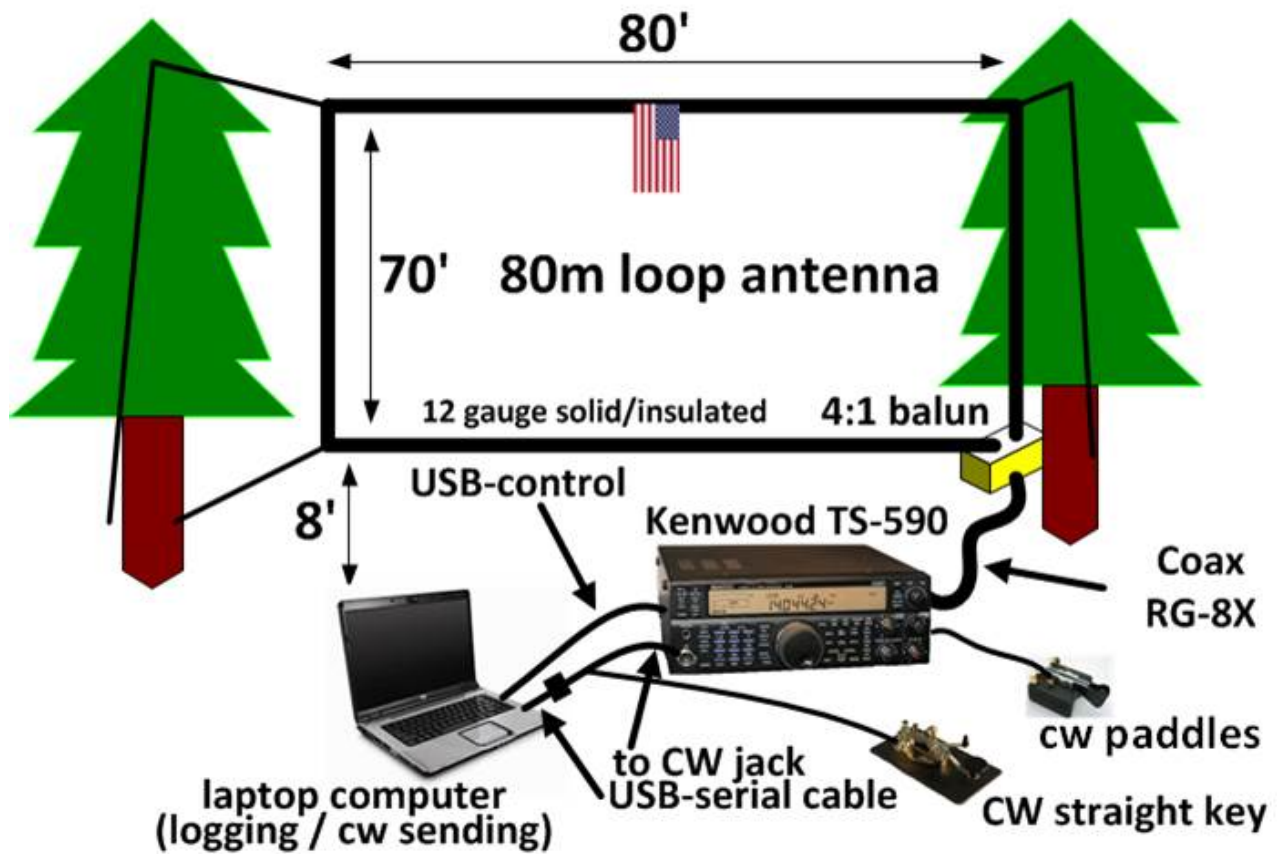 80'
70'
80m loop antenna
12 gauge solid/insulated
4:1 balun
8'
USB-control
Kenwood TS-590
Coax
RG-8X
cw paddles
to CW jack
USB-serial cable
CW straight key
laptop computer
(logging / cw sending)